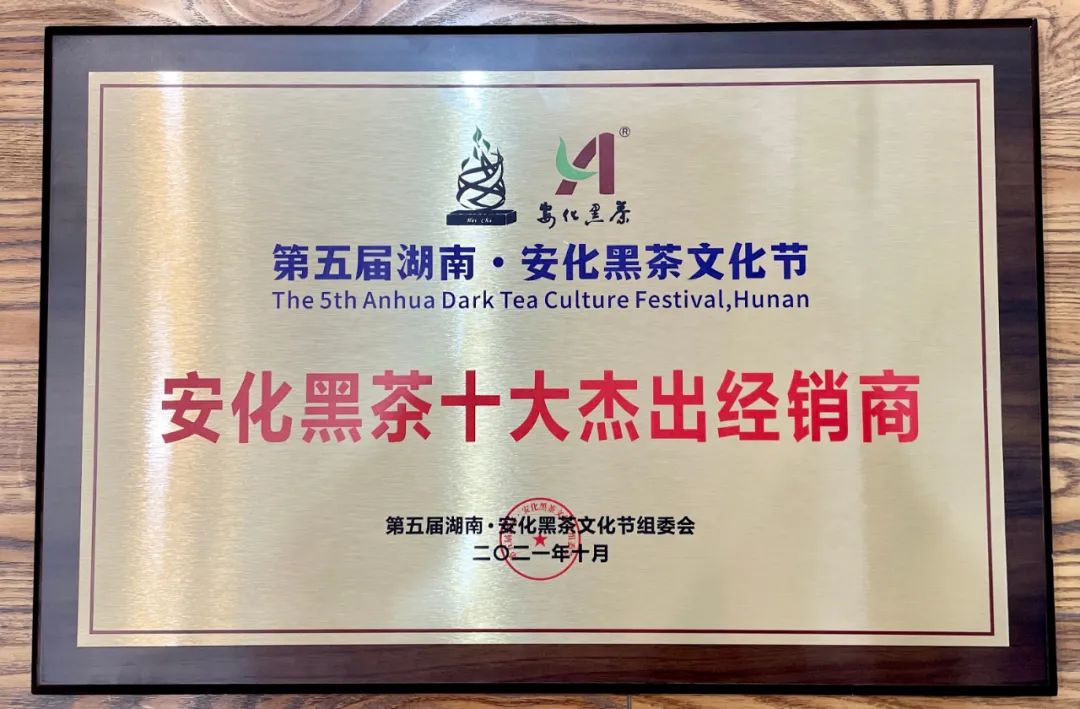 Hei Cha
®
安化黑茶
第五届湖南·安化黑茶文化节
The 5th Anhua Dark Tea Culture Festival,Hunan
安化黑茶十大杰出经销商
第五届湖南·安化黑茶文化节组委会
二〇二一年十月